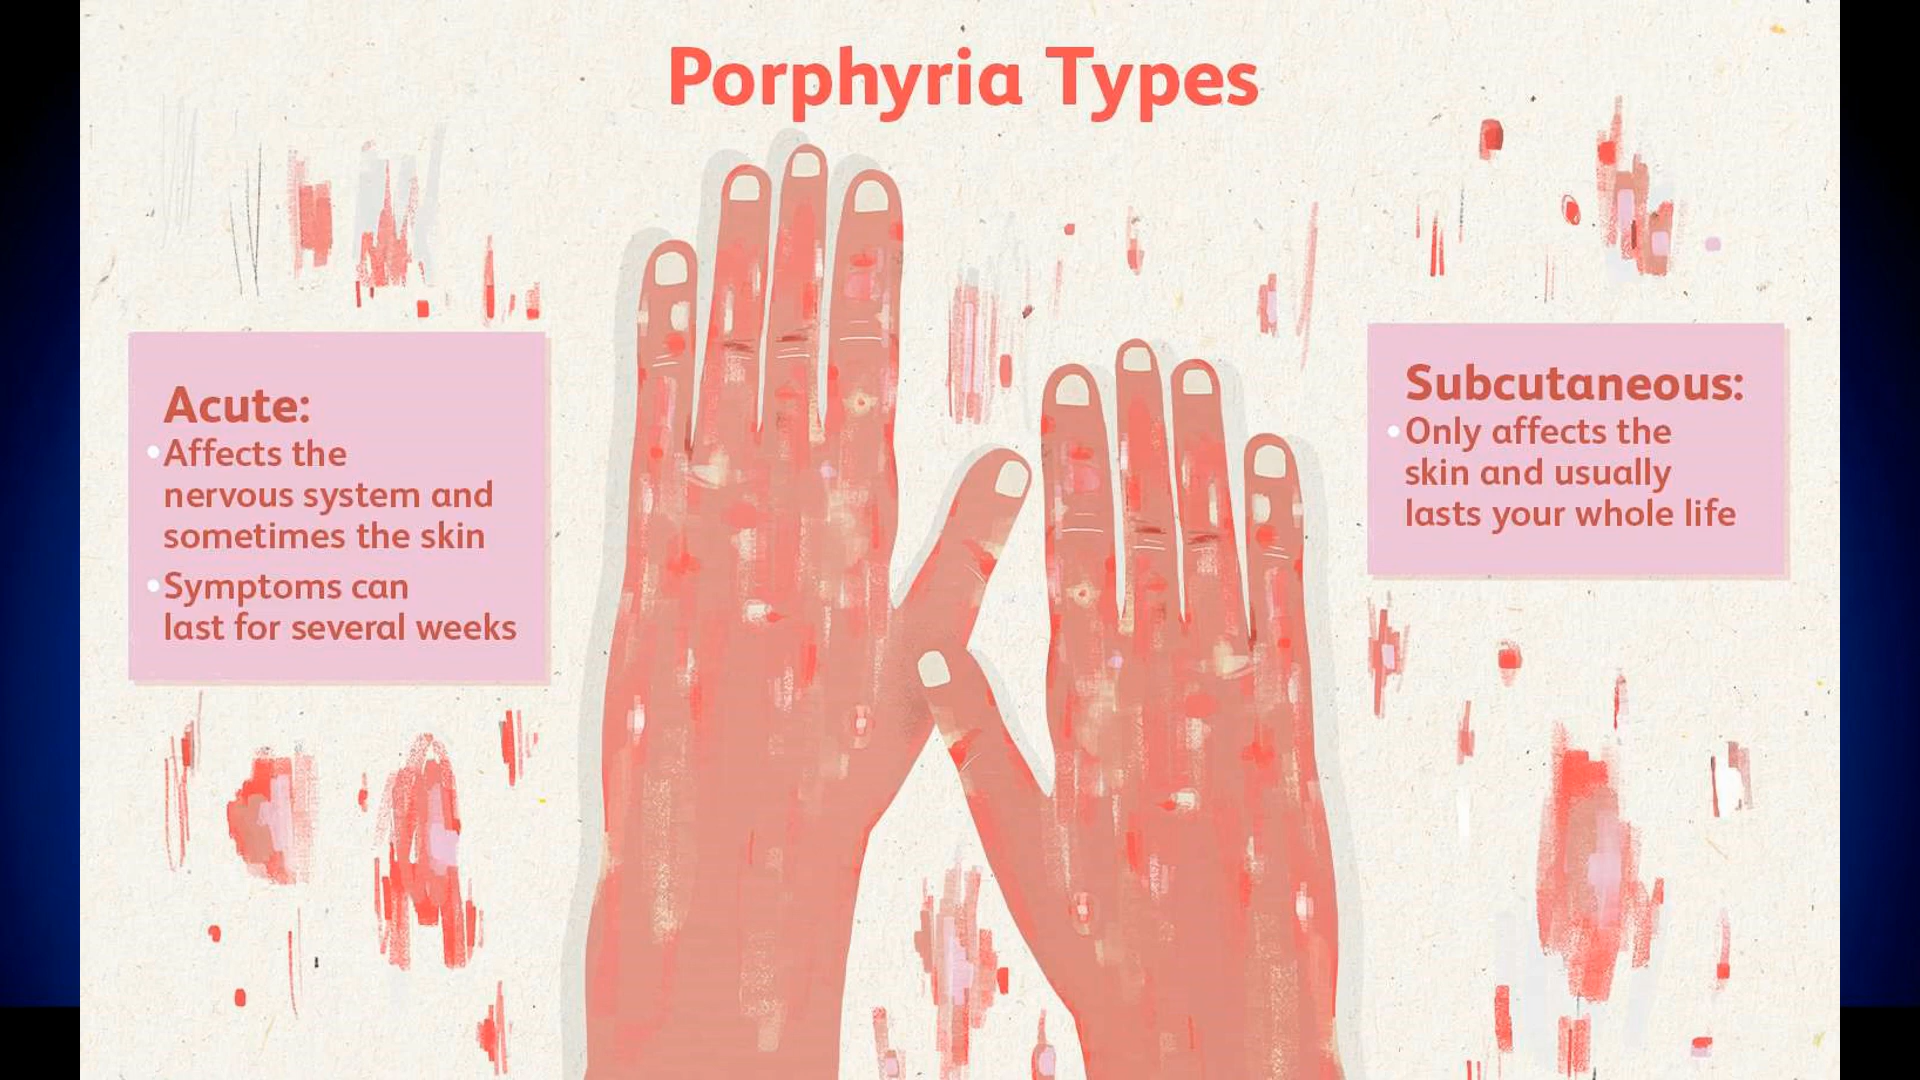 Porphyria Types
Acute:
Affects the
nervous system and
sometimes the skin
Symptoms can
last for several weeks
Subcutaneous:
Only affects the
skin and usually
lasts your whole life